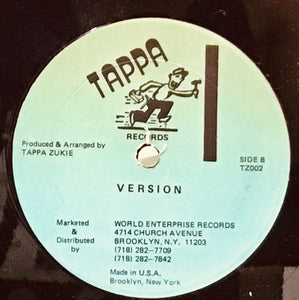 TAPPA
RECORDS
Produced & Arranged by
TAPPA ZUKIE
SIDE B
TZ002
VERSION
Marketed
&
Distributed
by
WORLD ENTERPRISE RECORDS
4714 CHURCH AVENUE
BROOKLYN, N.Y. 11203
(718) 282-7709
(718) 282-7842
Made in U.S.A.
Brooklyn, New York